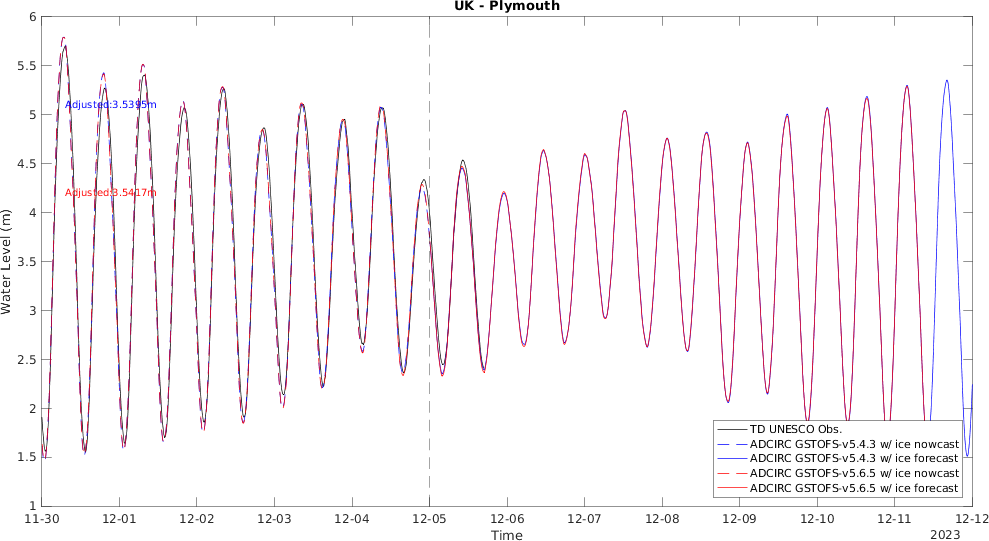 UK - Plymouth
6
5.5
5
4.5
4
3.5
3
2.5
2
1.5
1
Water Level (m)
Adjusted:3.5395m
Adjusted:3.5417m
TD UNESCO Obs.
ADCIRC GSTOFS-v5.4.3 w/ ice nowcast
ADCIRC GSTOFS-v5.4.3 w/ ice forecast
ADCIRC GSTOFS-v5.6.5 w/ ice nowcast
ADCIRC GSTOFS-v5.6.5 w/ ice forecast
11-30 12-01 12-02 12-03 12-04 12-05 12-06 12-07 12-08 12-09 12-10 12-11 12-12
Time
2023